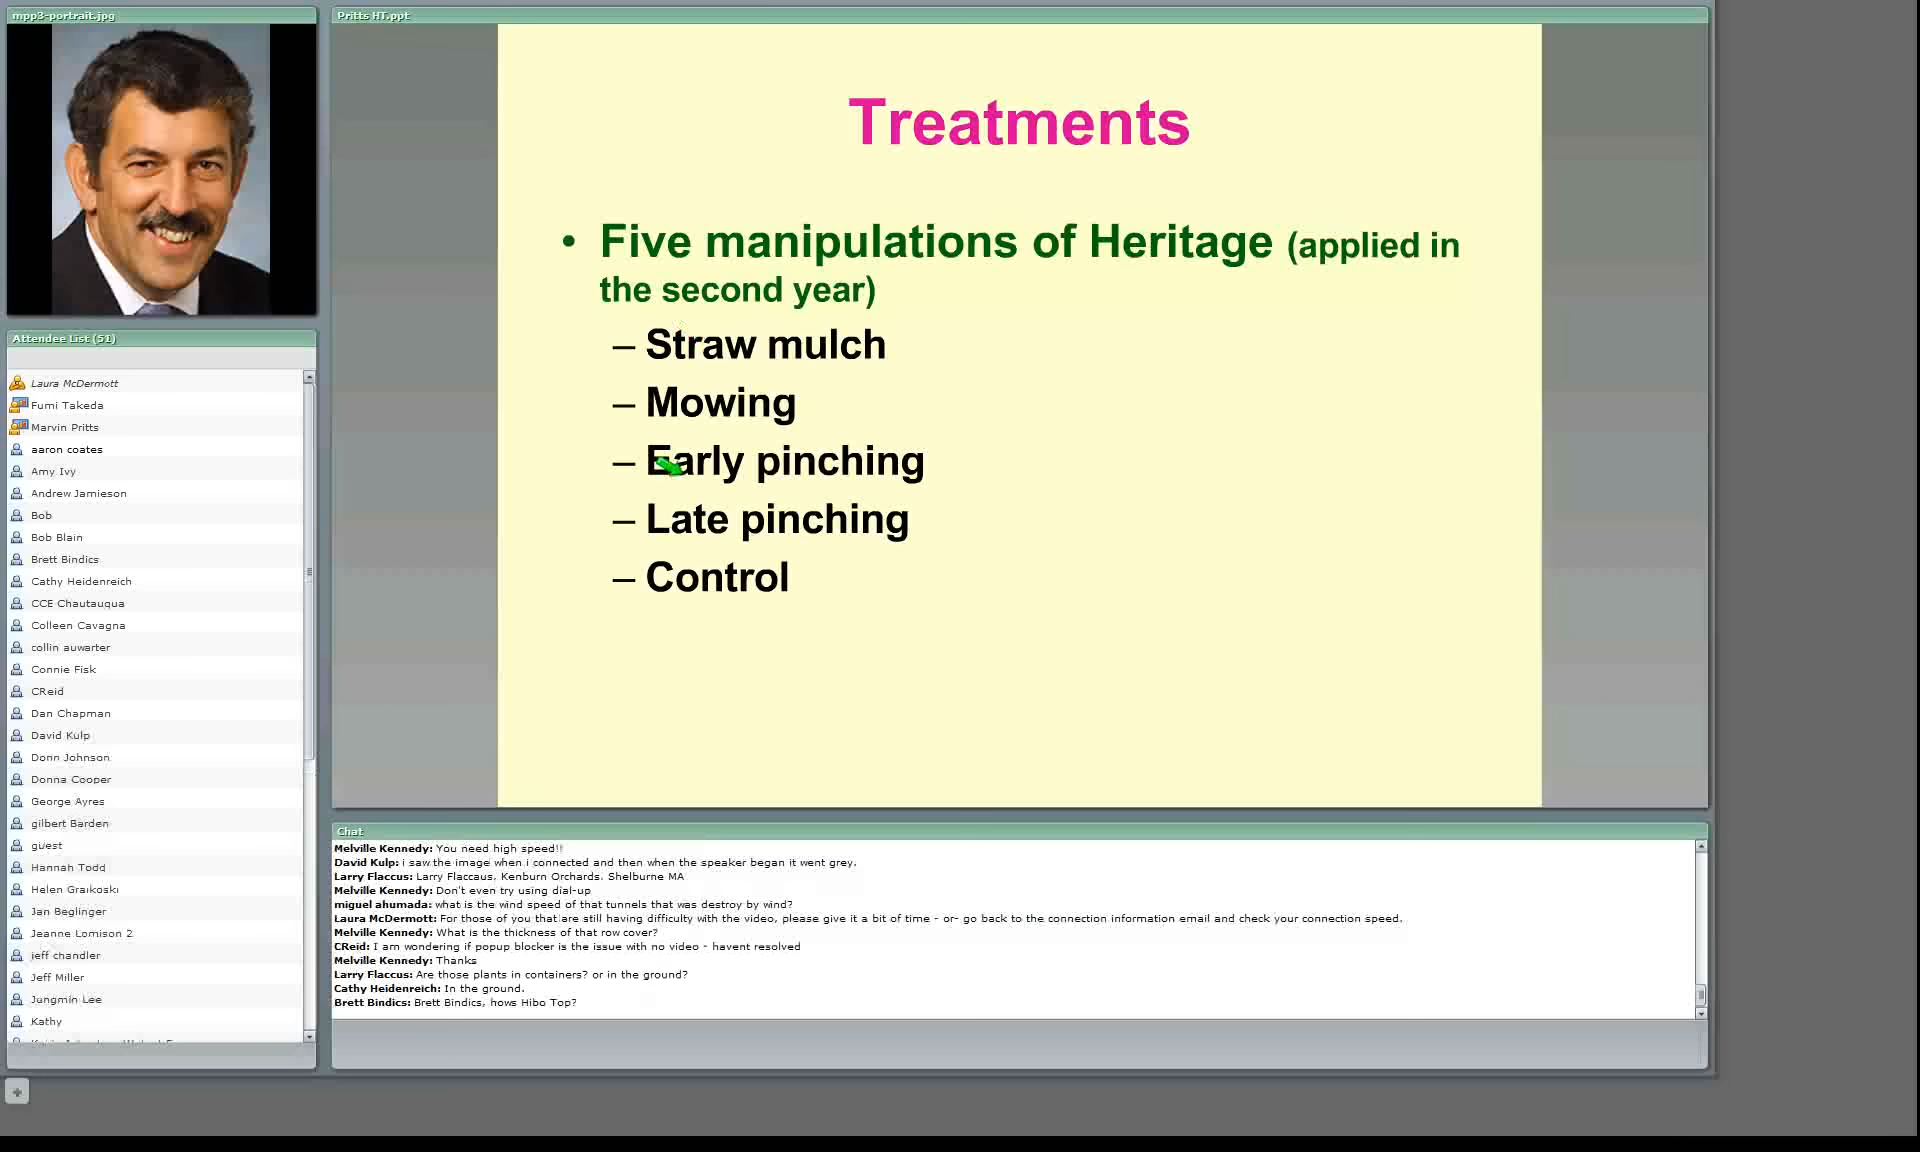 mpp3-portrait.jpg
Pritts HT.ppt
Treatments
• Five manipulations of Heritage (applied in
the second year)
– Straw mulch
– Mowing
– Early pinching
– Late pinching
– Control
Attendee List (51)
Laura McDermott
Fumi Takeda
Marvin Pritts
aaron coates
Amy Ivy
Andrew Jamieson
Bob
Bob Blain
Brett Bindics
Cathy Heidenreich
CCE Chautauqua
Colleen Cavagna
collin auwarter
Connie Fisk
CReid
Dan Chapman
David Kulp
Donn Johnson
Donna Cooper
George Ayres
gilbert Barden
guest
Hannah Todd
Helen Graikoski
Jan Beglinger
Jeanne Lomison 2
jeff chandler
Jeff Miller
Jungmin Lee
Kathy
Chat
Melville Kennedy: You need high speed!!
David Kulp: i saw the image when i connected and then when the speaker began it went grey.
Larry Flaccus: Larry Flaccaus, Kenburn Orchards, Shelburne MA
Melville Kennedy: Don't even try using dial-up
miguel ahumada: what is the wind speed of that tunnels that was destroy by wind?
Laura McDermott: For those of you that are still having difficulty with the video, please give it a bit of time - or- go back to the connection information email and check your connection speed.
Melville Kennedy: What is the thickness of that row cover?
CReid: I am wondering if popup blocker is the issue with no video - havent resolved
Melville Kennedy: Thanks
Larry Flaccus: Are those plants in containers? or in the ground?
Cathy Heidenreich: In the ground.
Brett Bindics: Brett Bindics, hows Hibo Top?